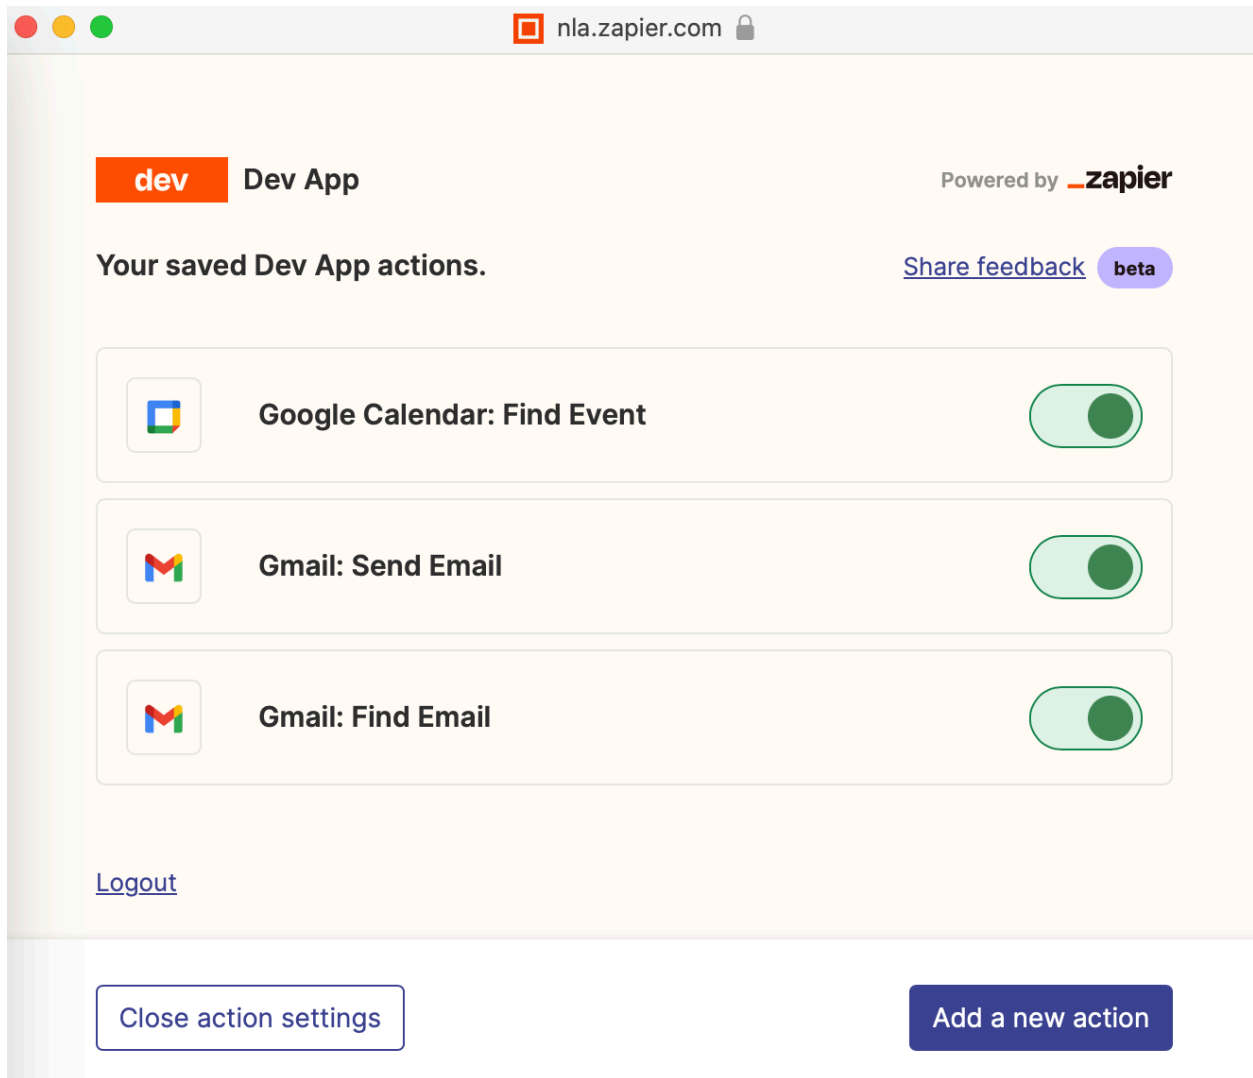 nla.zapier.com
dev Dev App
Powered by _zapier
Your saved Dev App actions.
Share feedback beta
Google Calendar: Find Event
Gmail: Send Email
Gmail: Find Email
Logout
Close action settings
Add a new action